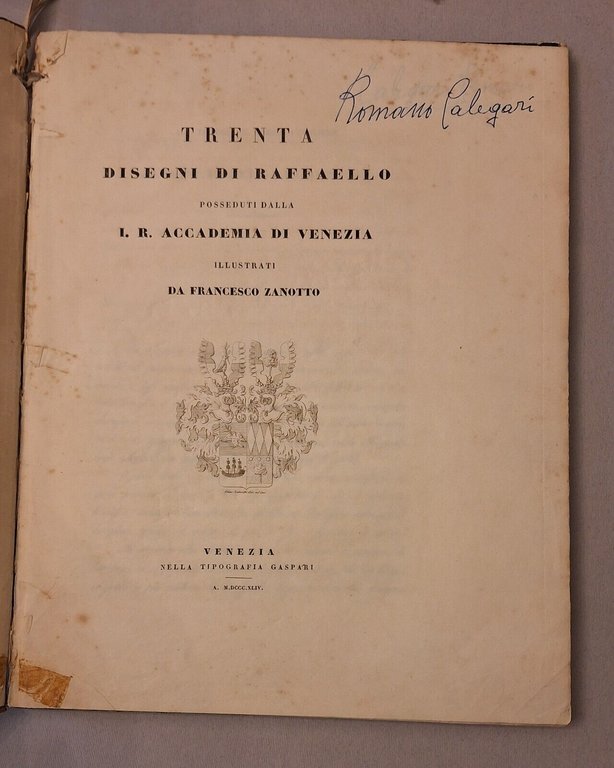 Romano Calegari
TRENTA
DISEGNI DI RAFFAELLO
POSSEDUTI DALLA
I. R. ACCADEMIA DI VENEZIA
ILLUSTRATI
DA FRANCESCO ZANOTTO
VENEZIA
NELLA TIPOGRAFIA GASPARI
A. M.DCCC.XLIV.